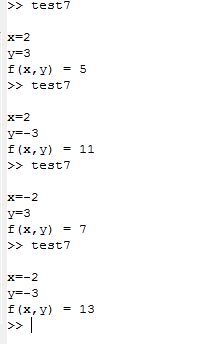 >> test7
x=2
y=3
f(x,y) = 5
>> test7
x=2
y=-3
f(x,y) = 11
>> test7
x=-2
y=3
f(x,y) = 7
>> test7
x=-2
y=-3
f(x,y) = 13
>>